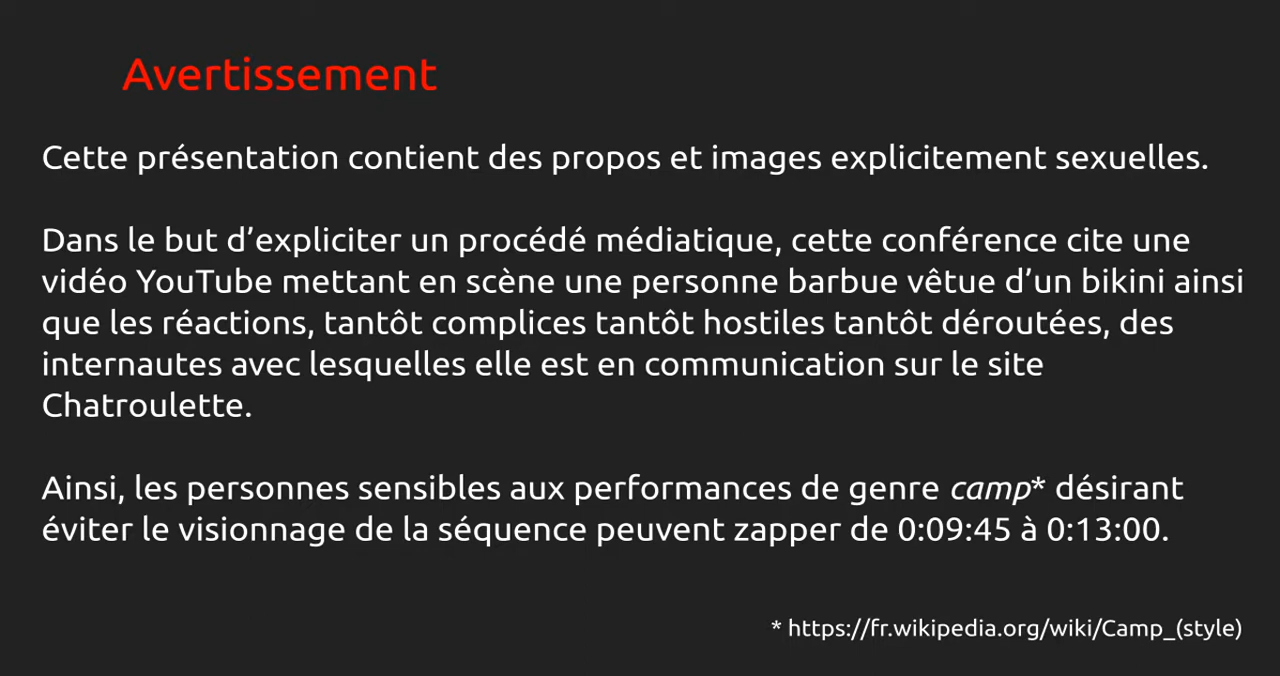 Avertissement
Cette présentation contient des propos et images explicitement sexuelles.
Dans le but d’expliciter un procédé médiatique, cette conférence cite une
vidéo YouTube mettant en scène une personne barbue vêtue d’un bikini ainsi
que les réactions, tantôt complices tantôt hostiles tantôt déroutées, des
internautes avec lesquelles elle est en communication sur le site
Chatroulette.
Ainsi, les personnes sensibles aux performances de genre camp* désirant
éviter le visionnage de la séquence peuvent zapper de 0:09:45 à 0:13:00.
* https://fr.wikipedia.org/wiki/Camp_(style)